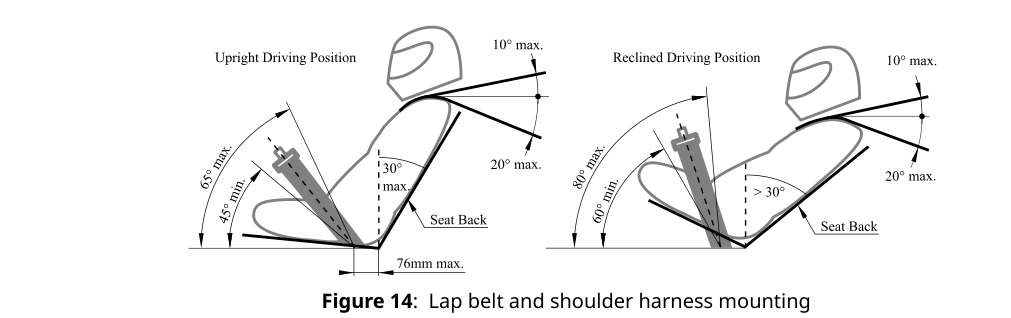 Upright Driving Position
10° max.
65° max.
45° min.
30°
max.
20° max.
Seat Back
76mm max.
Reclined Driving Position
10° max.
80° max.
60° min.
> 30°
20° max.
Seat Back
Figure 14: Lap belt and shoulder harness mounting